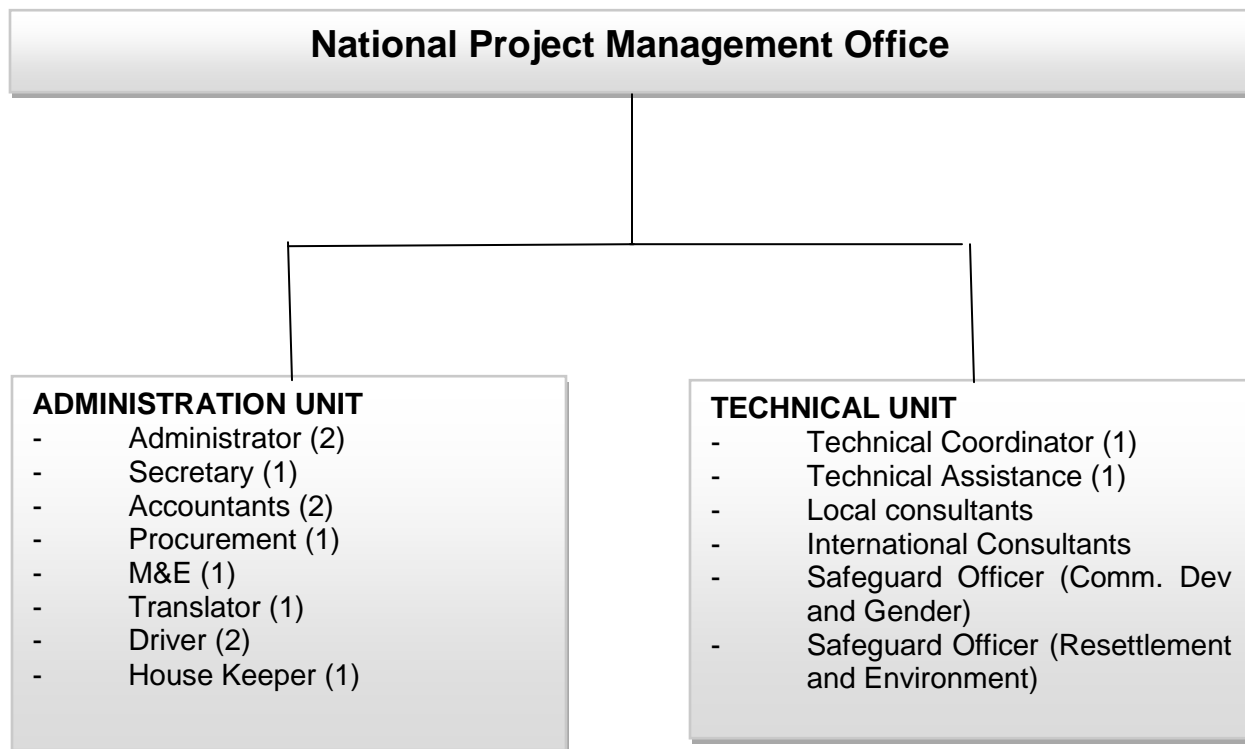 National Project Management Office
ADMINISTRATION UNIT
- Administrator (2)
- Secretary (1)
- Accountants (2)
- Procurement (1)
- M&E (1)
- Translator (1)
- Driver (2)
- House Keeper (1)
TECHNICAL UNIT
- Technical Coordinator (1)
- Technical Assistance (1)
- Local consultants
- International Consultants
- Safeguard Officer (Comm. Dev
and Gender)
- Safeguard Officer (Resettlement
and Environment)